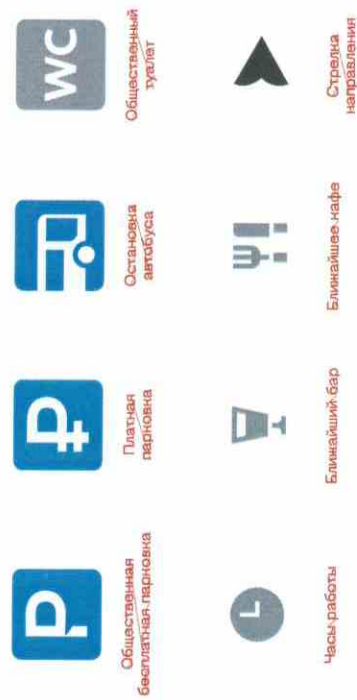 P
Общественная
бесплатная парковка
₽
Платная
парковка
Остановка
автобуса
WC
Общественный
туалет
Часы работы
Ближайший бар
Ближайшее кафе
Стрелка
направления